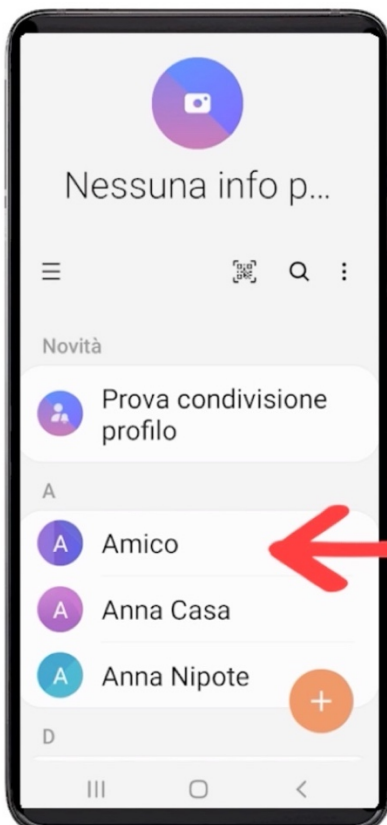 Nessuna info p...
Novità
Prova condivisione
profilo
A
A Amico
A Anna Casa
A Anna Nipote
D